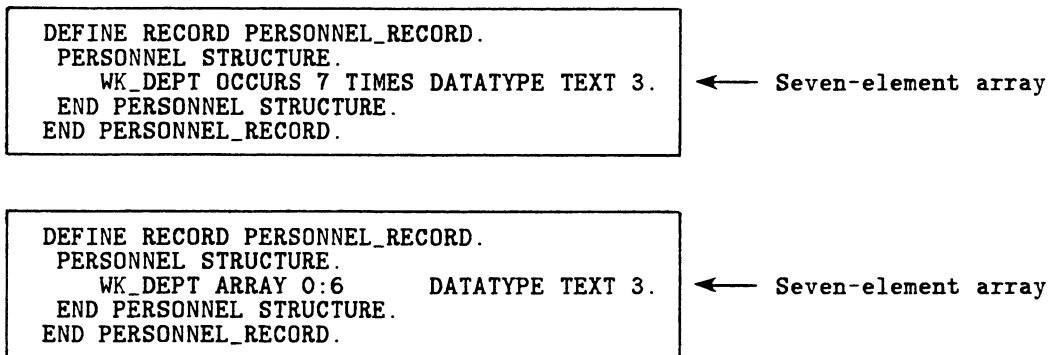 DEFINE RECORD PERSONNEL_RECORD.
PERSONNEL STRUCTURE.
WK_DEPT OCCURS 7 TIMES DATATYPE TEXT 3. Seven-element array
END PERSONNEL STRUCTURE.
END PERSONNEL_RECORD.
DEFINE RECORD PERSONNEL_RECORD.
PERSONNEL STRUCTURE.
WK_DEPT ARRAY 0:6 DATATYPE TEXT 3. Seven-element array
END PERSONNEL STRUCTURE.
END PERSONNEL_RECORD.